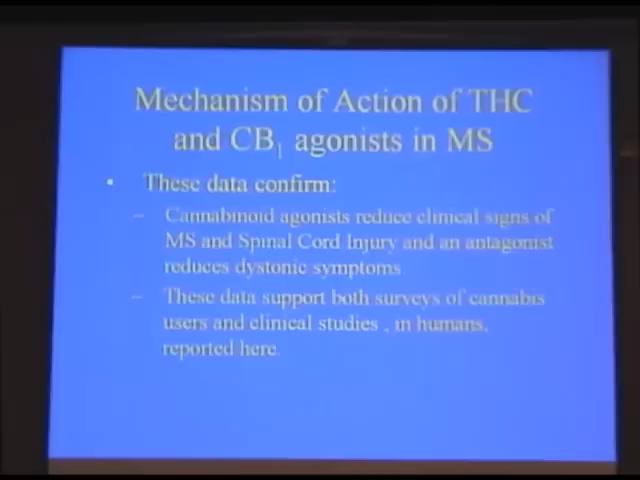 Mechanism of Action of THC
and CB1 agonists in MS
• These data confirm:
– Cannabinoid agonists reduce clinical signs of
MS and Spinal Cord Injury and an antagonist
reduces dystonic symptoms
– These data support both surveys of cannabis
users and clinical studies , in humans,
reported here.